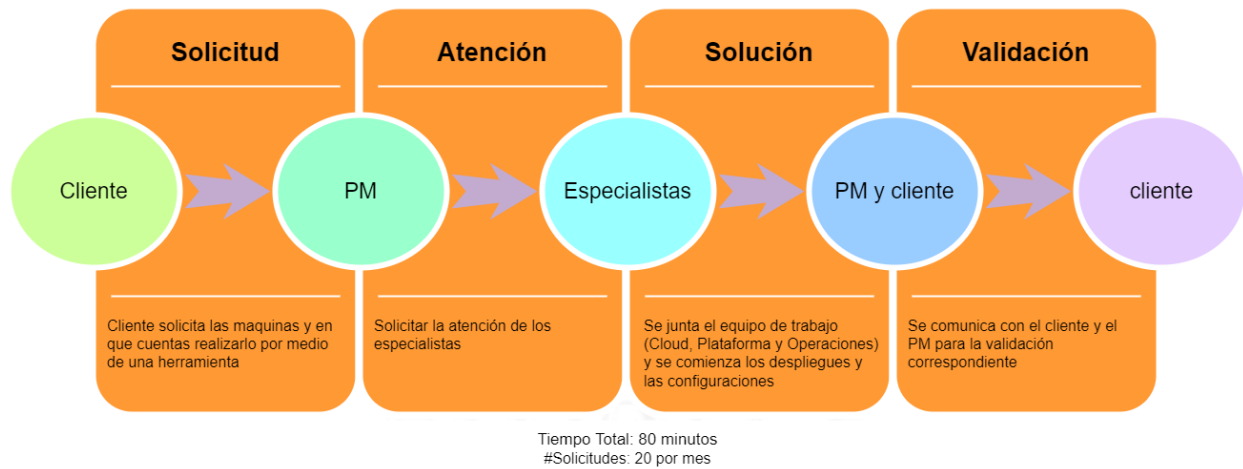 Solicitud
Atención
Solución
Validación
Cliente
PM
Especialistas
PM y cliente
cliente
Cliente solicita las maquinas y en
que cuentas realizarlo por medio
de una herramienta
Solicitar la atención de los
especialistas
Se junta el equipo de trabajo
(Cloud, Plataforma y Operaciones)
y se comienza los despliegues y
las configuraciones
Se comunica con el cliente y el
PM para la validación
correspondiente
Tiempo Total: 80 minutos
#Solicitudes: 20 por mes